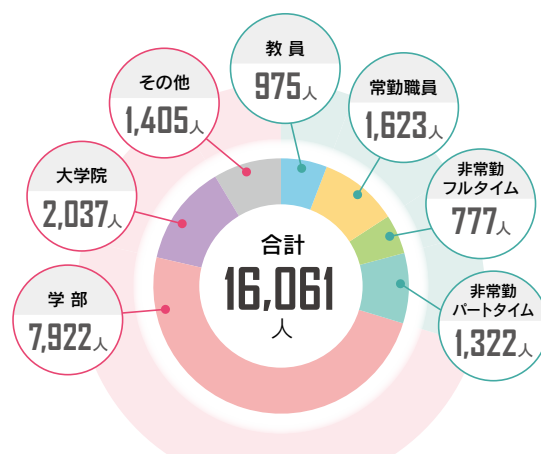 教 員
975人
常勤職員
1,623人
非常勤
フルタイム
777人
非常勤
パートタイム
1,322人
学 部
7,922人
大学院
2,037人
その他
1,405人
合計
16,061
人